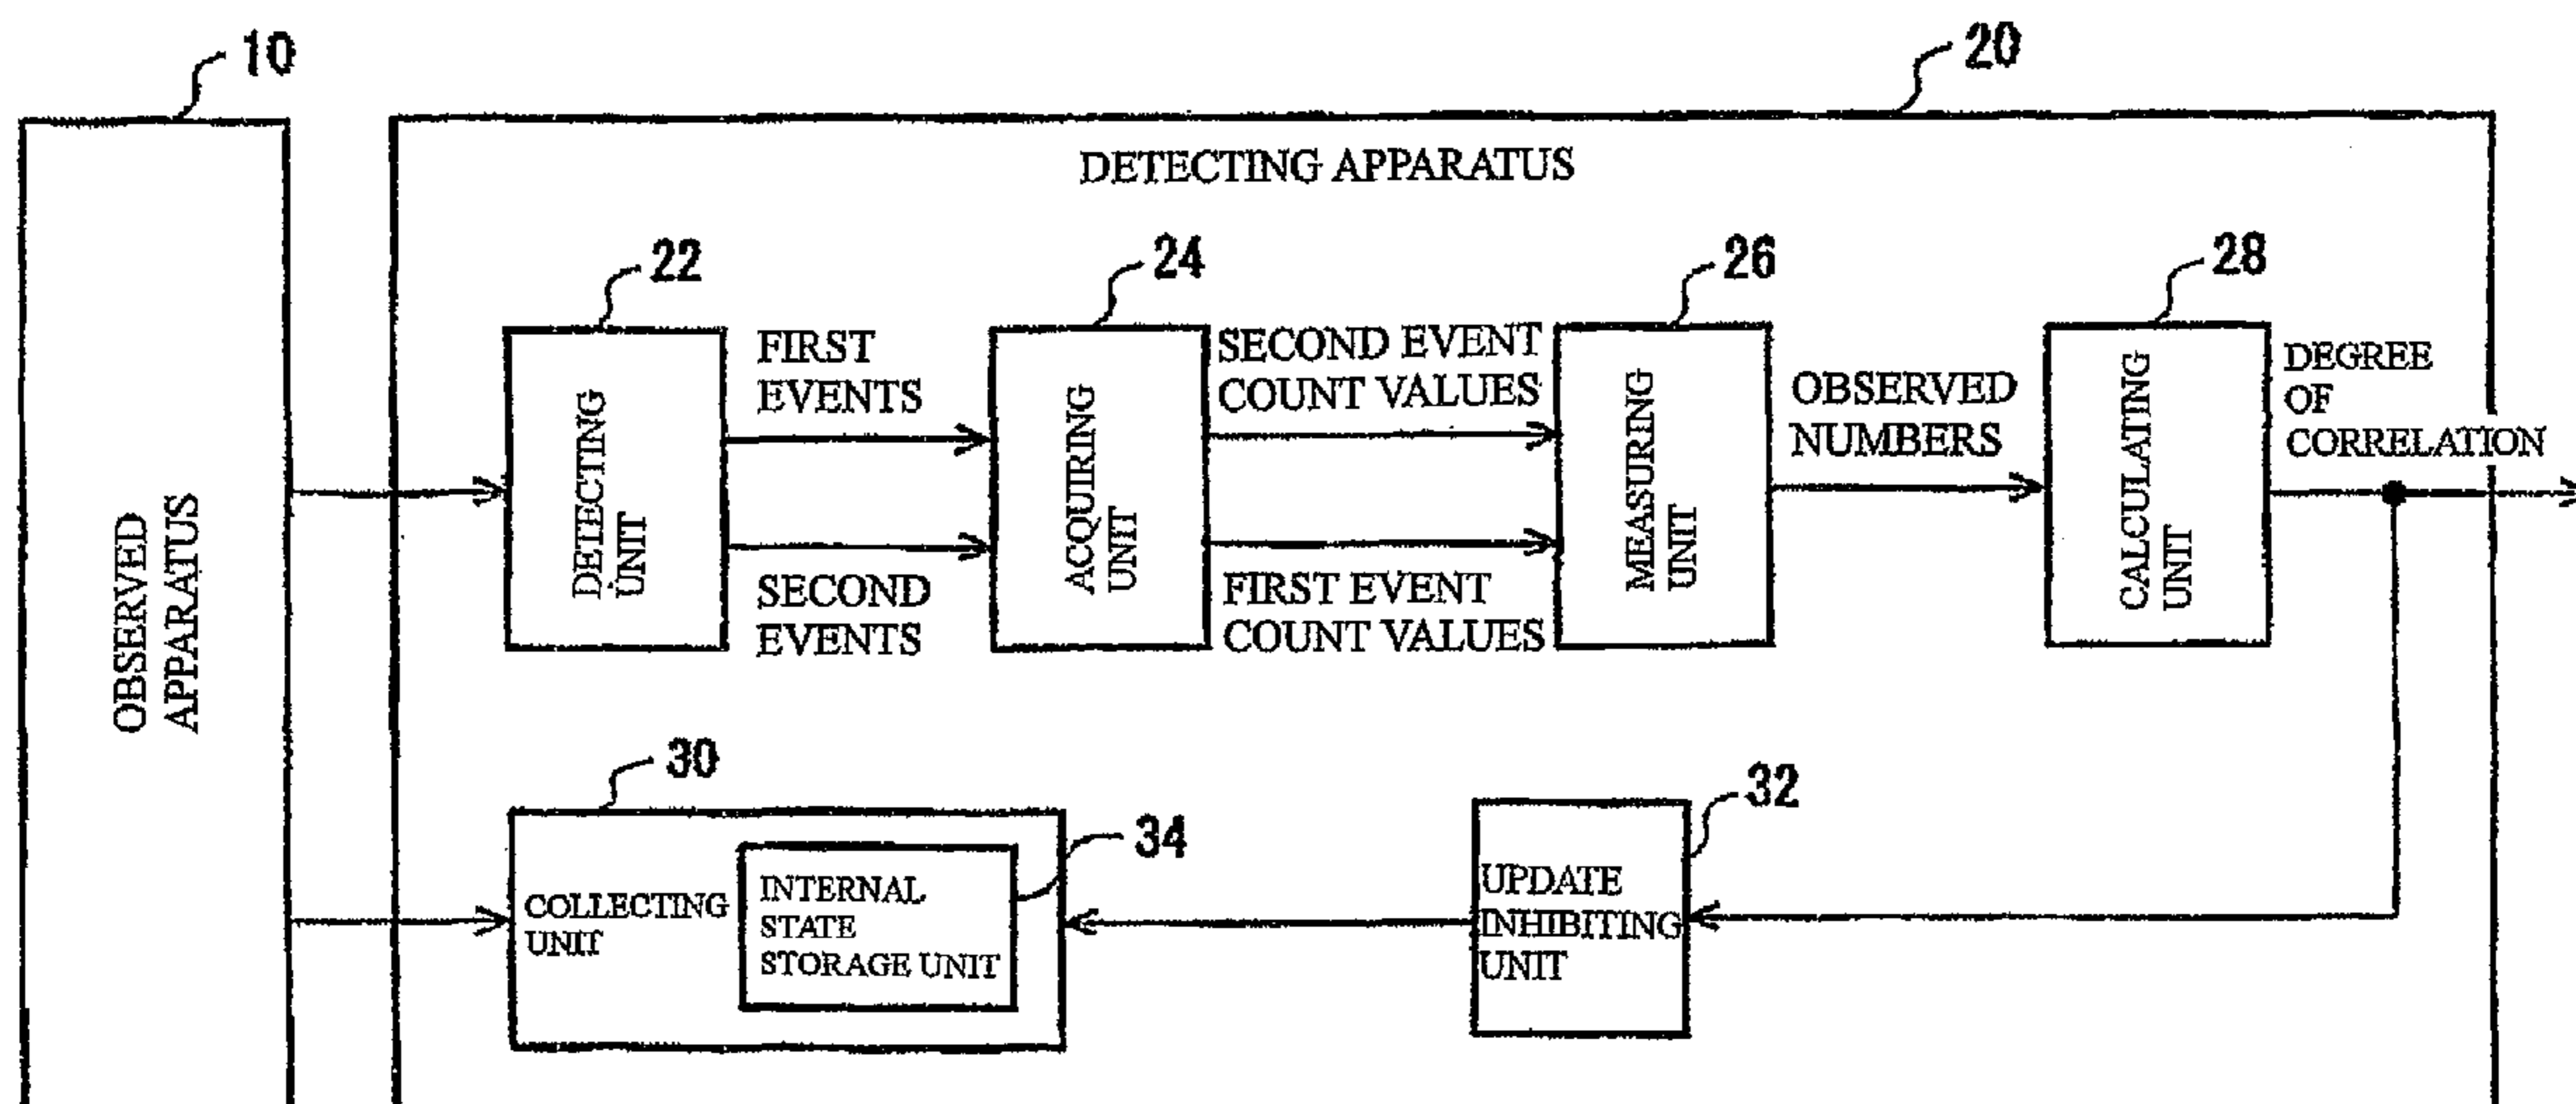 10
20
DETECTING APPARATUS
22
24
26
28
FIRST
EVENTS
SECOND EVENT
COUNT VALUES
OBSERVED
NUMBERS
DEGREE
OF
CORRELATION
DETECTING
UNIT
ACQUIRING
UNIT
MEASURING
UNIT
CALCULATING
UNIT
SECOND
EVENTS
FIRST EVENT
COUNT VALUES
OBSERVED
APPARATUS
30
34
32
COLLECTING
UNIT
INTERNAL
STATE
STORAGE UNIT
UPDATE
INHIBITING
UNIT